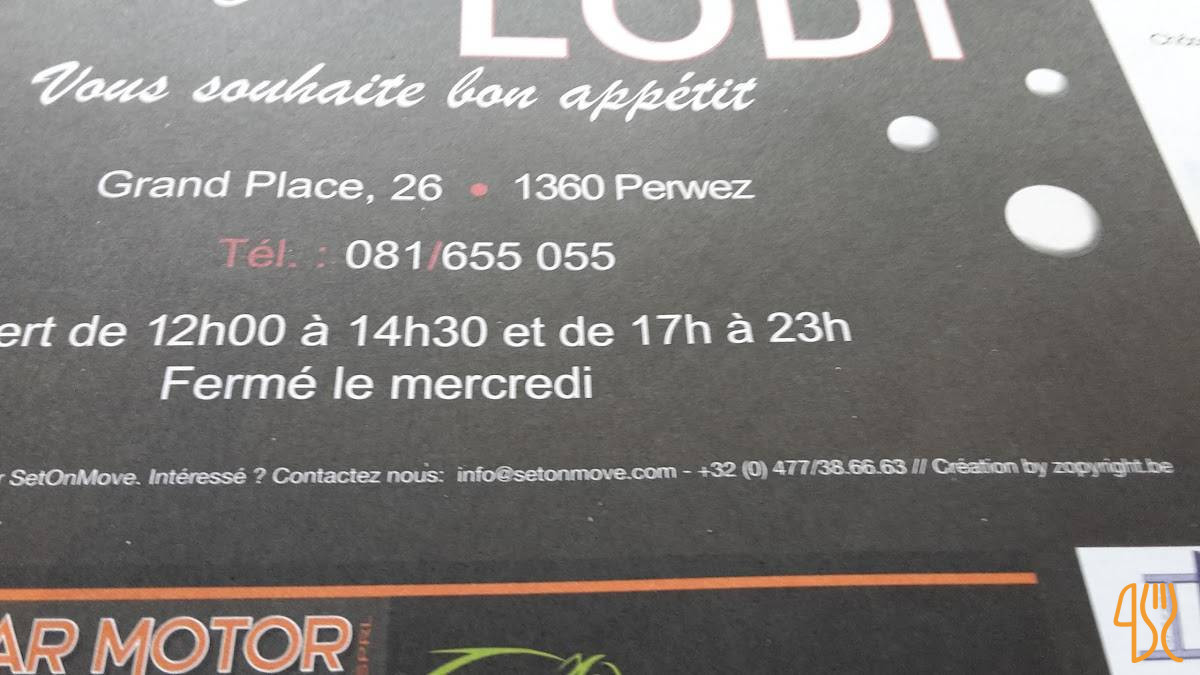 LODI
Vous souhaite bon appétit
Grand Place, 26 • 1360 Perwez
Tél. : 081/655 055
ert de 12h00 à 14h30 et de 17h à 23h
Fermé le mercredi
r SetOnMove. Intéressé ? Contactez nous: info@setonmove.com - +32 (0) 477/38.66.63 // Création by zopyright.be
AR MOTOR SPRL